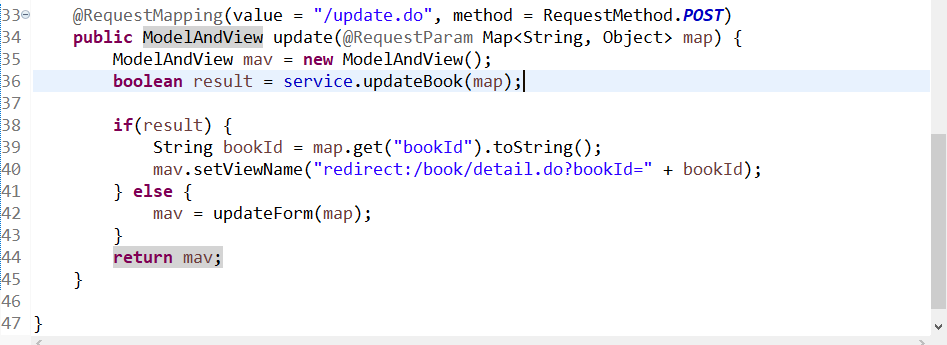 33 @RequestMapping(value = "/update.do", method = RequestMethod.POST)
34 public ModelAndView update(@RequestParam Map<String, Object> map) {
35 ModelAndView mav = new ModelAndView();
36 boolean result = service.updateBook(map);
37
38 if(result) {
39 String bookId = map.get("bookId").toString();
40 mav.setViewName("redirect:/book/detail.do?bookId=" + bookId);
41 } else {
42 mav = updateForm(map);
43 }
44 return mav;
45 }
46
47 }